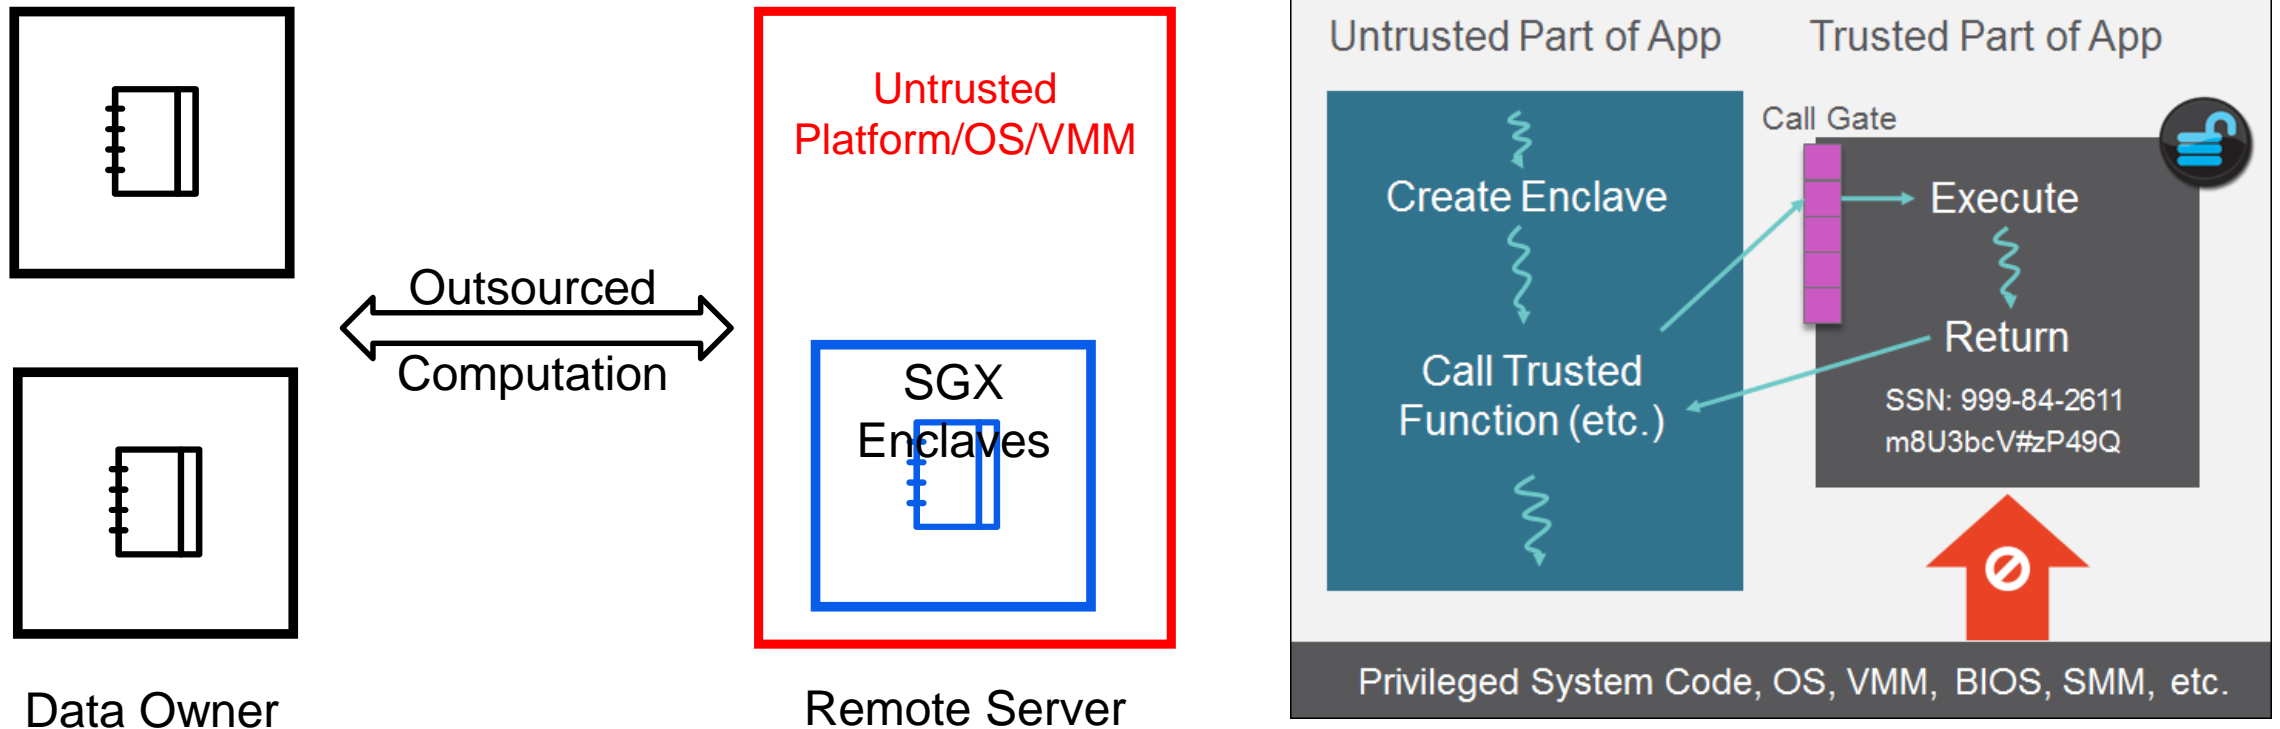 Outsourced
Computation
Data Owner
Untrusted
Platform/OS/VMM
SGX
Enclaves
Remote Server
Untrusted Part of App
Trusted Part of App
Call Gate
Create Enclave
Call Trusted
Function (etc.)
Execute
Return
SSN: 999-84-2611
m8U3bcV#zP49Q
Privileged System Code, OS, VMM, BIOS, SMM, etc.